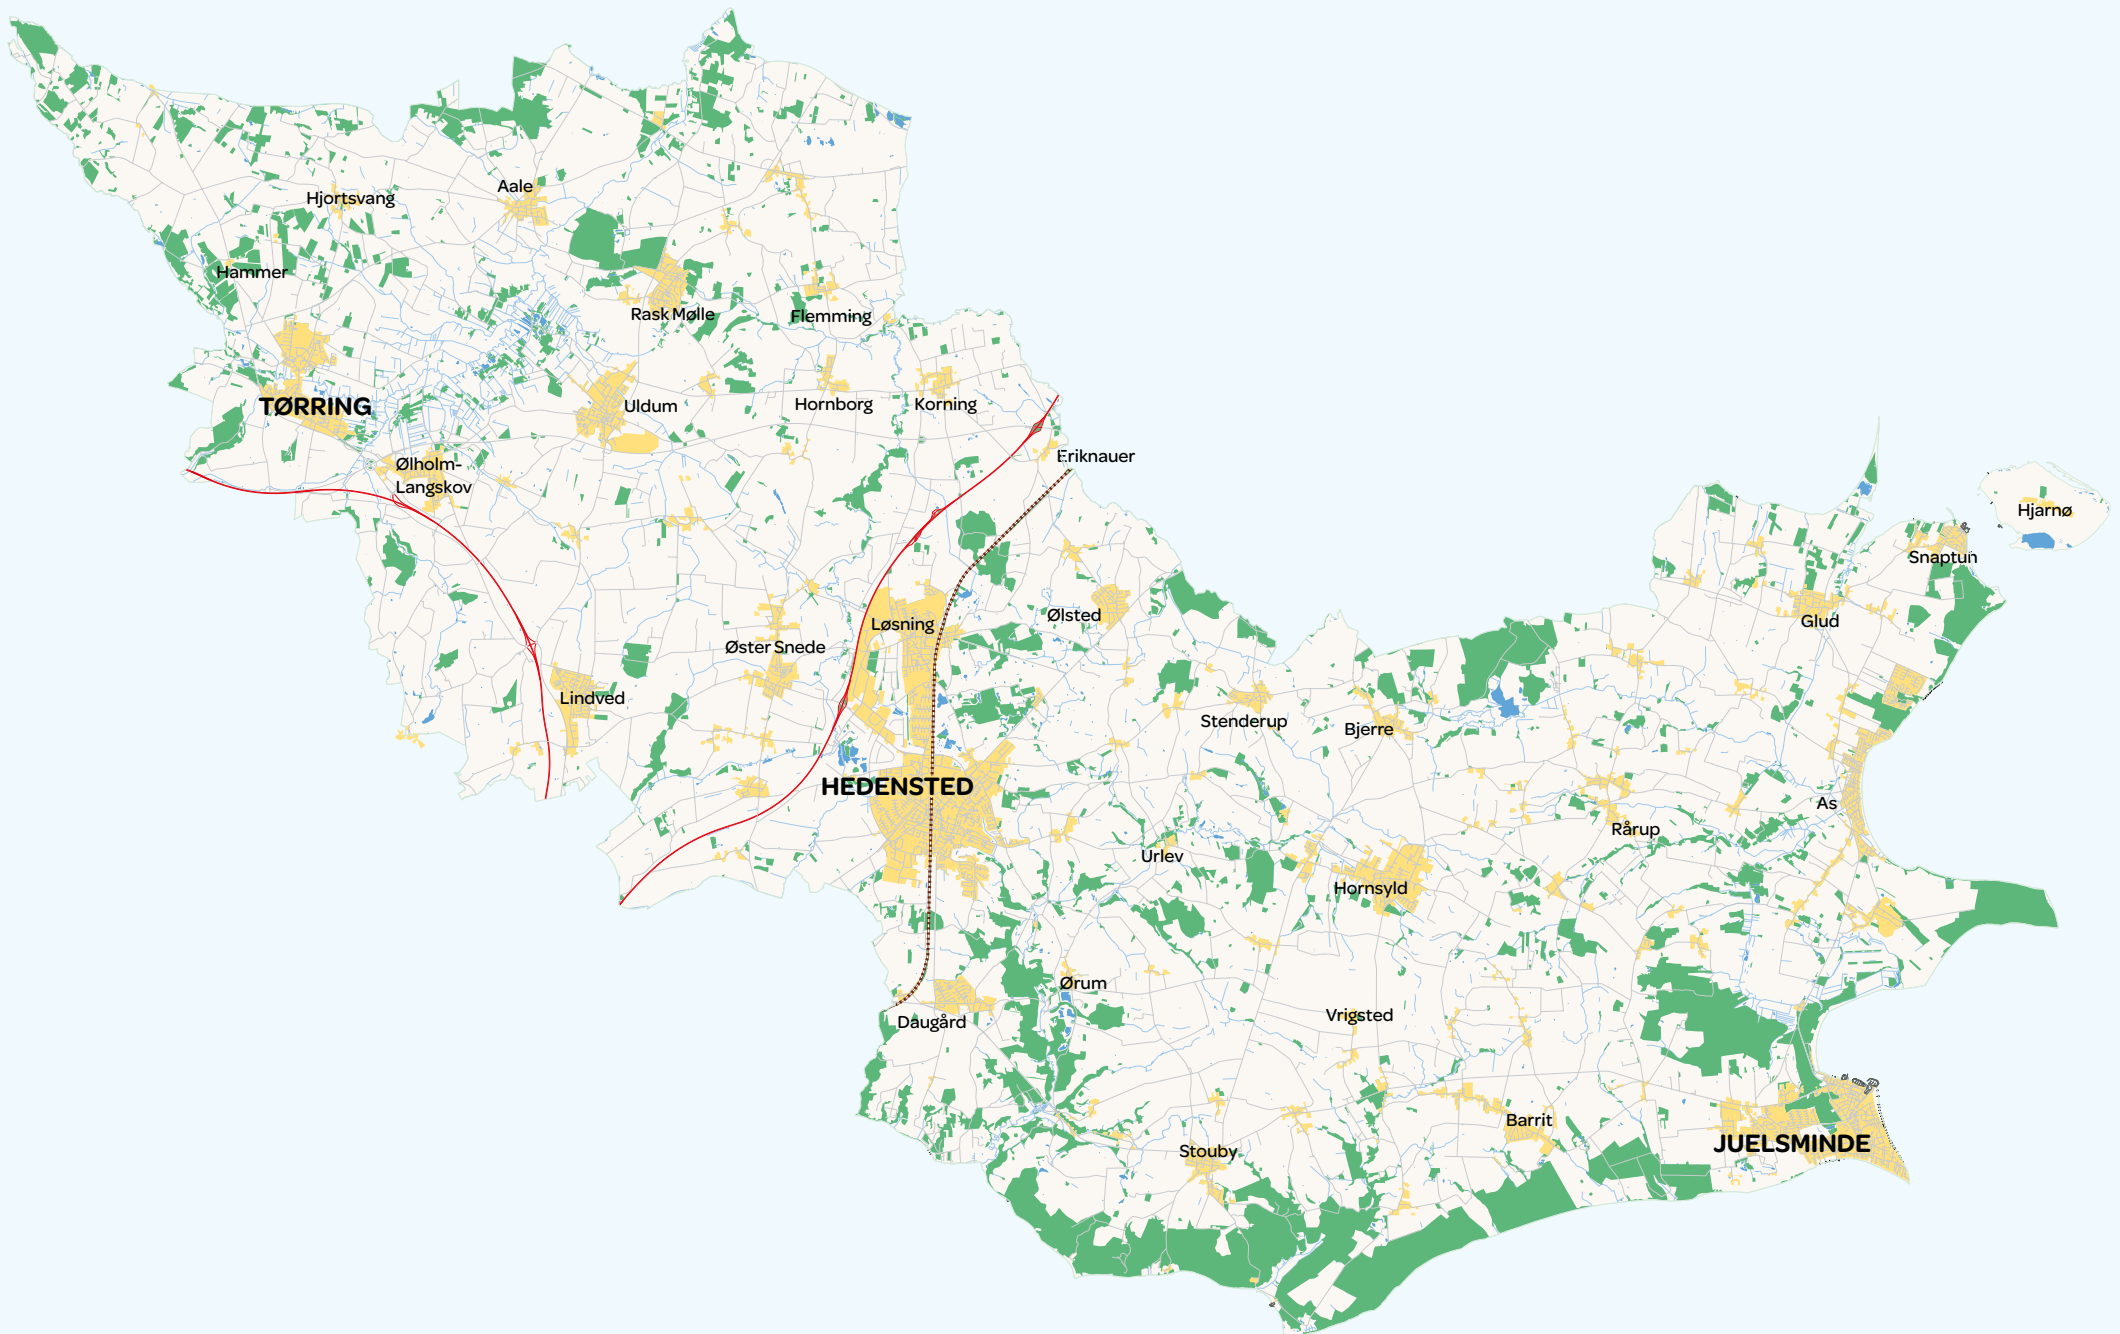 Aale
Hjortsvang
Hammer
Rask Mølle
Flemming
TØRRING
Uldum
Hornborg
Korning
Ølholm-
Langskov
Eriknauer
Hjarnø
Snaptun
Ølsted
Løsning
Glud
Øster Snede
Lindved
Stenderup
Bjerre
HEDENSTED
As
Rårup
Urlev
Hornsyld
Ørum
Daugård
Vrigsted
Barrit
JUELSMINDE
Stouby